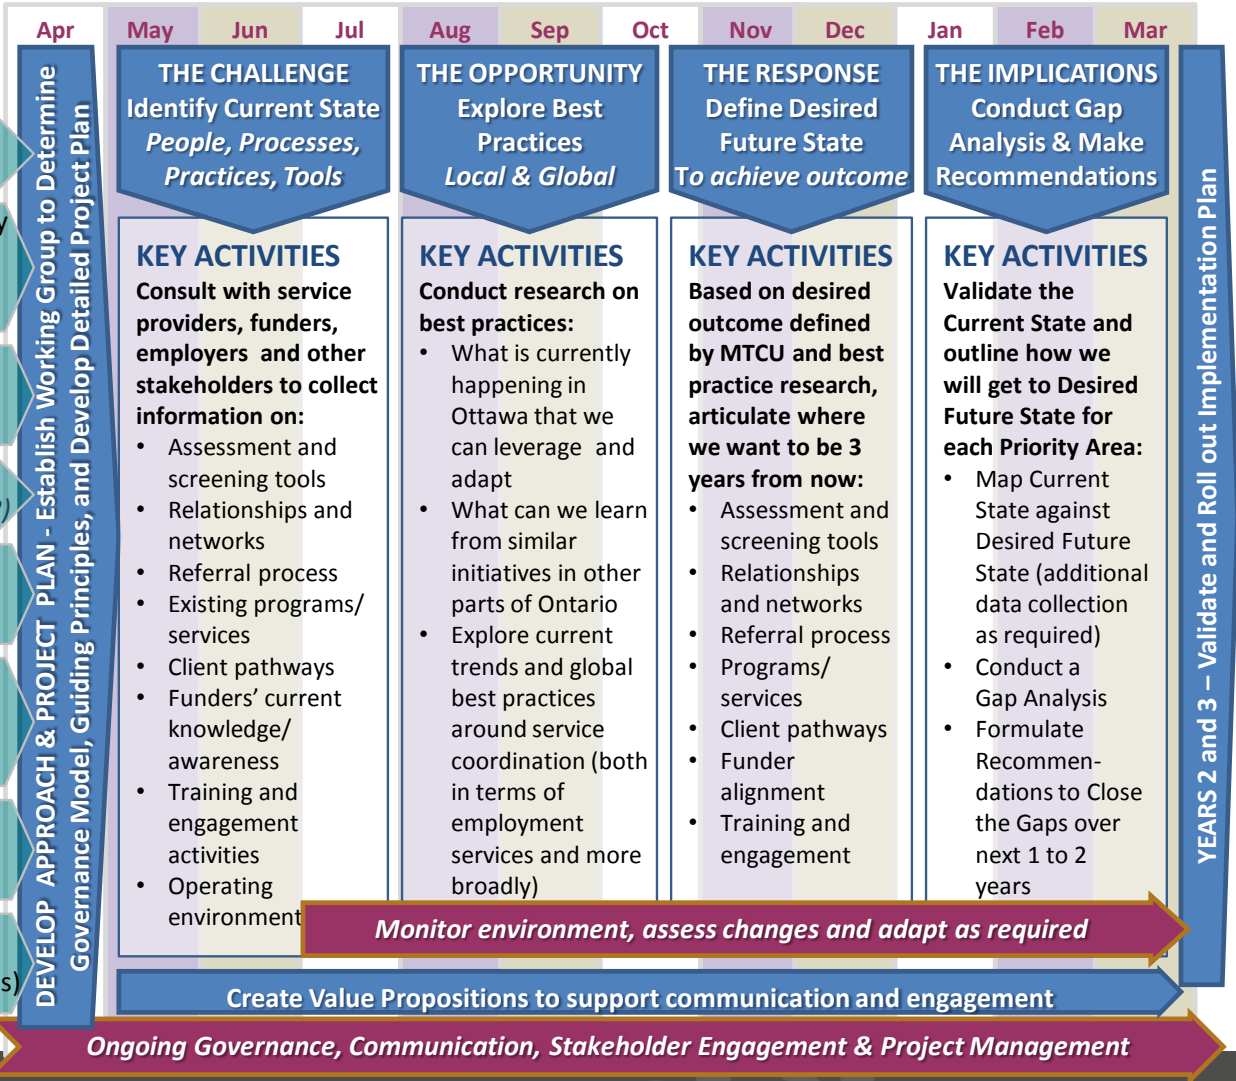 Apr May Jun Jul Aug Sep Oct Nov Dec Jan Feb Mar
DEVELOP APPROACH & PROJECT PLAN - Establish Working Group to Determine
Governance Model, Guiding Principles, and Develop Detailed Project Plan
THE CHALLENGE
Identify Current State
People, Processes,
Practices, Tools
KEY ACTIVITIES
Consult with service
providers, funders,
employers and other
stakeholders to collect
information on:
• Assessment and
screening tools
• Relationships and
networks
• Referral process
• Existing programs/
services
• Client pathways
• Funders’ current
knowledge/
awareness
• Training and
engagement
activities
• Operating
environment
THE OPPORTUNITY
Explore Best
Practices
Local & Global
KEY ACTIVITIES
Conduct research on
best practices:
• What is currently
happening in
Ottawa that we
can leverage and
adapt
• What can we learn
from similar
initiatives in other
parts of Ontario
• Explore current
trends and global
best practices
around service
coordination (both
in terms of
employment
services and more
broadly)
THE RESPONSE
Define Desired
Future State
To achieve outcome
KEY ACTIVITIES
Based on desired
outcome defined
by MTCU and best
practice research,
articulate where
we want to be 3
years from now:
• Assessment and
screening tools
• Relationships
and networks
• Referral process
• Programs/
services
• Client pathways
• Funder
alignment
• Training and
engagement
THE IMPLICATIONS
Conduct Gap
Analysis & Make
Recommendations
KEY ACTIVITIES
Validate the
Current State and
outline how we
will get to Desired
Future State for
each Priority Area:
• Map Current
State against
Desired Future
State (additional
data collection
as required)
• Conduct a
Gap Analysis
• Formulate
Recommen-
dations to Close
the Gaps over
next 1 to 2
years
YEARS 2 and 3 – Validate and Roll out Implementation Plan
Monitor environment, assess changes and adapt as required
Create Value Propositions to support communication and engagement
Ongoing Governance, Communication, Stakeholder Engagement & Project Management